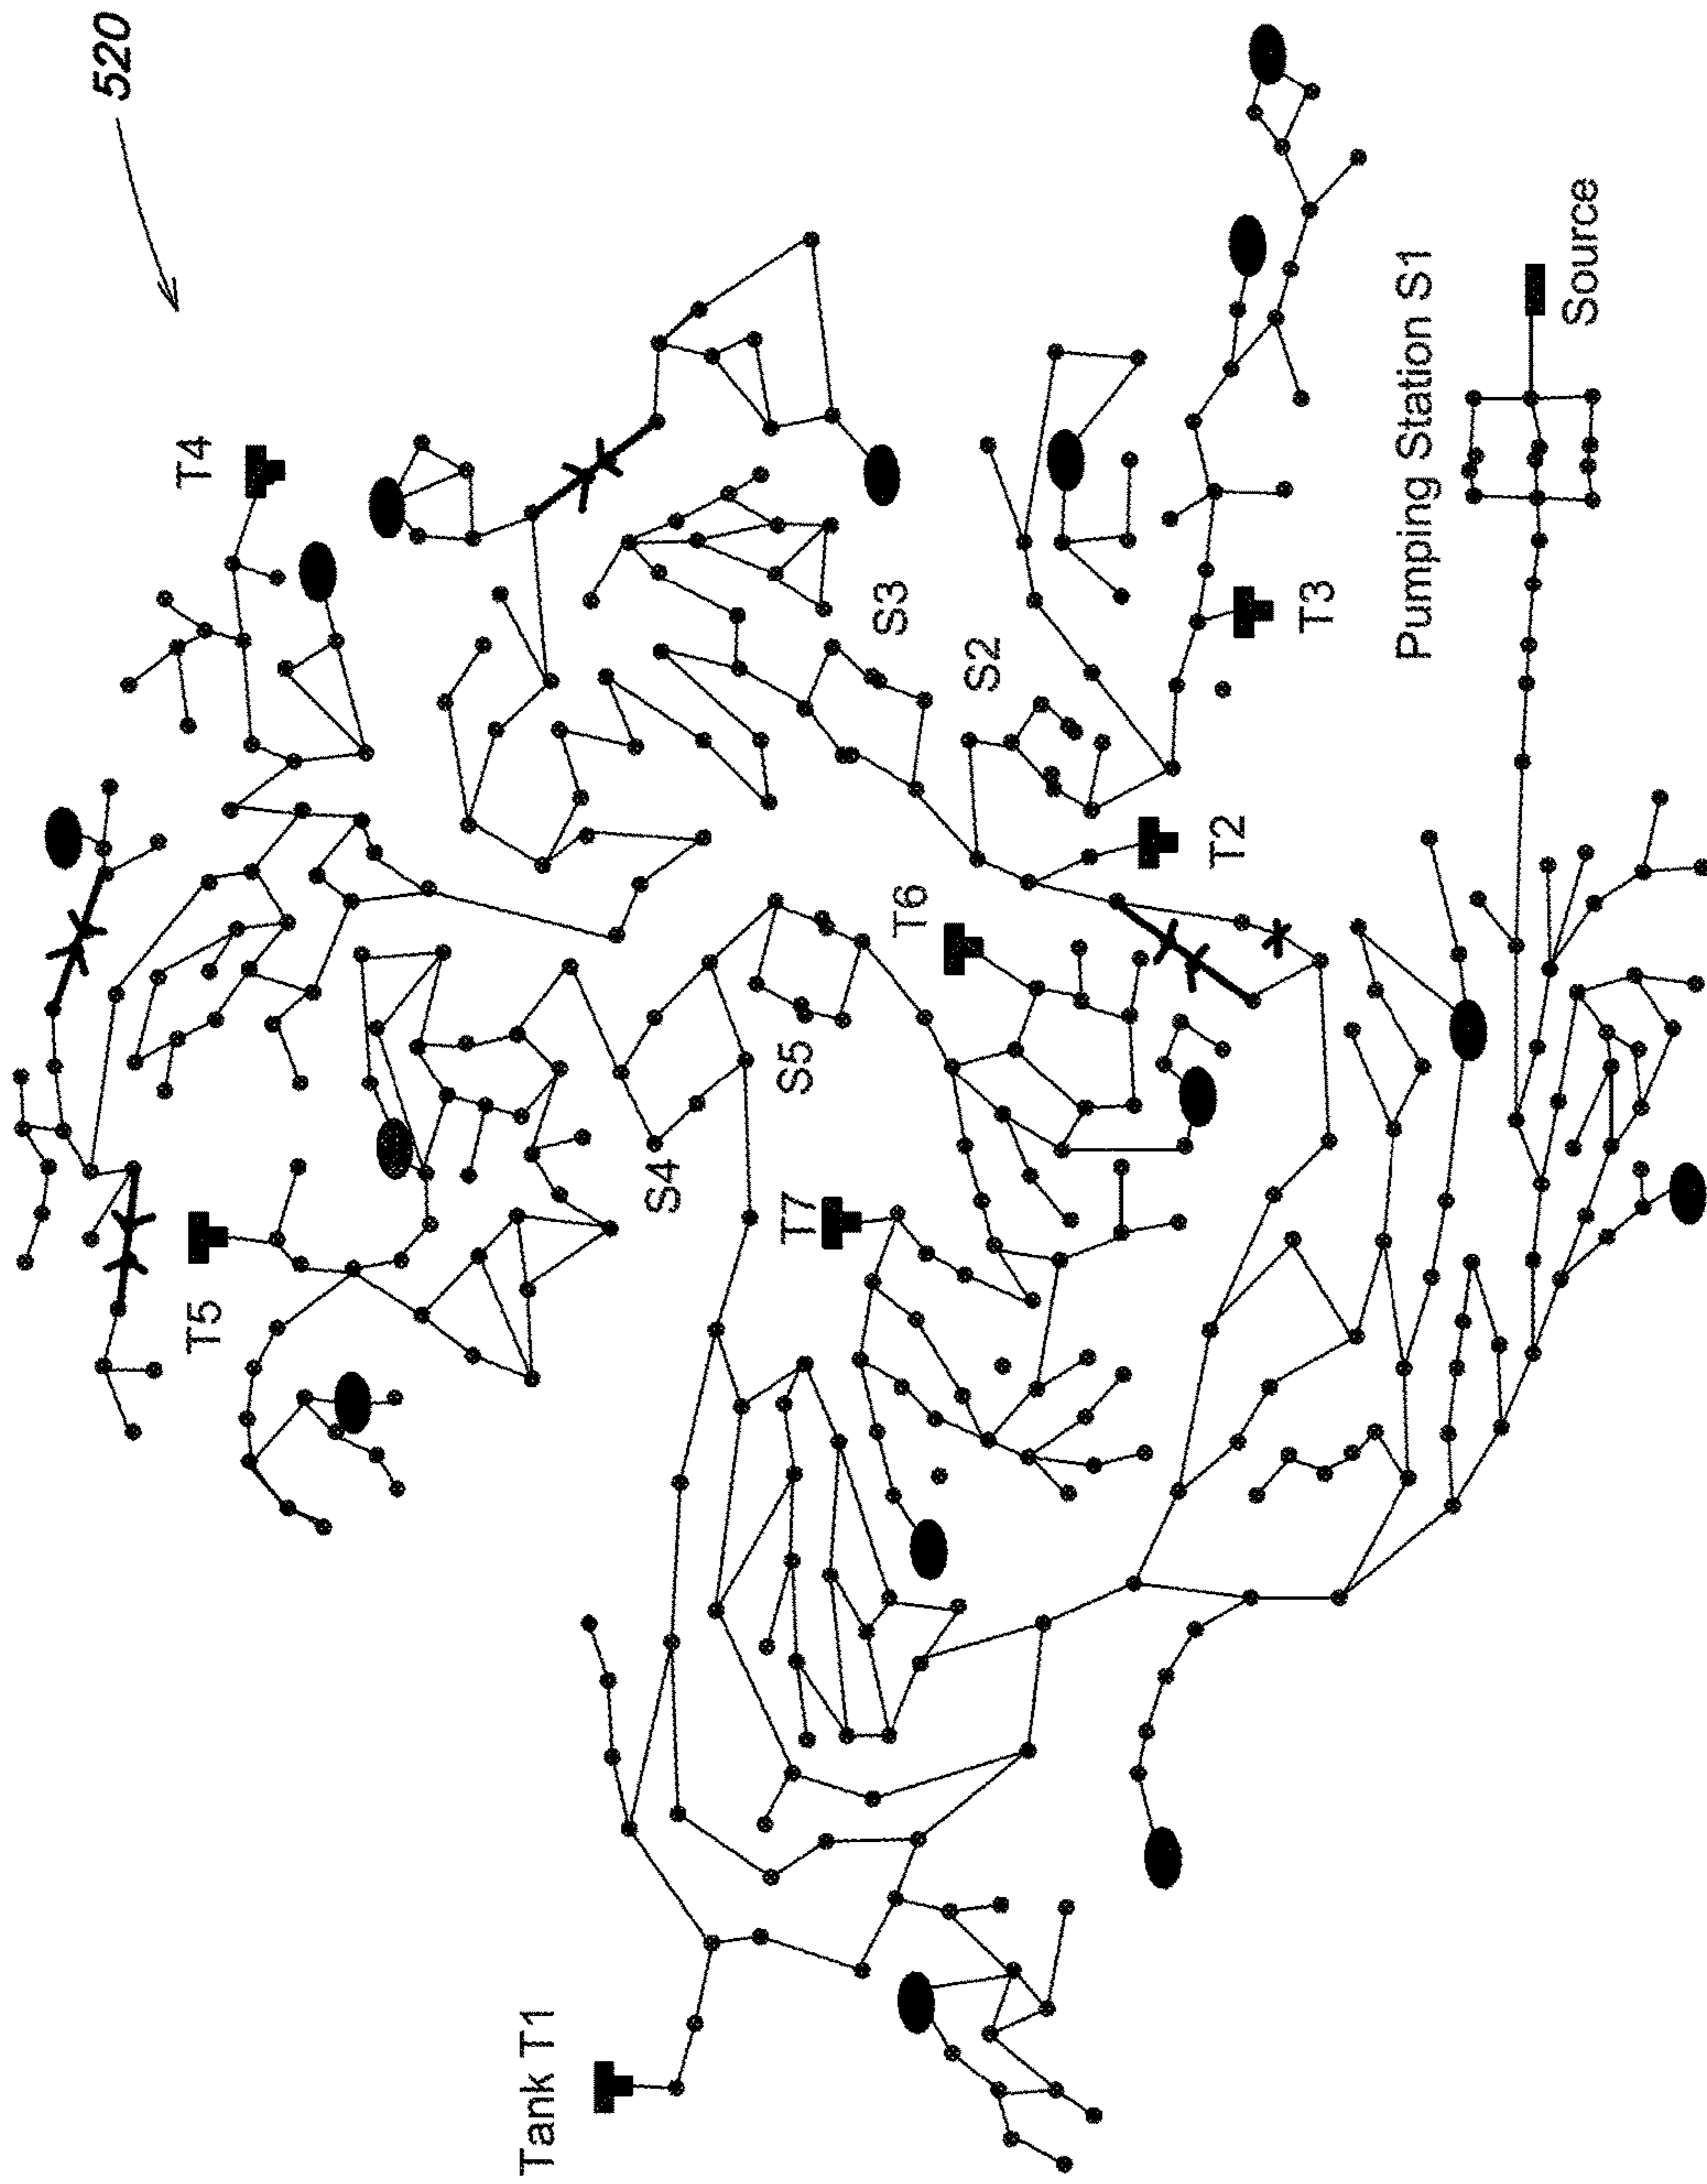 520
T4
T5
S3
S2
T3
Pumping Station S1
Source
T2
T6
S5
S4
T7
Tank T1